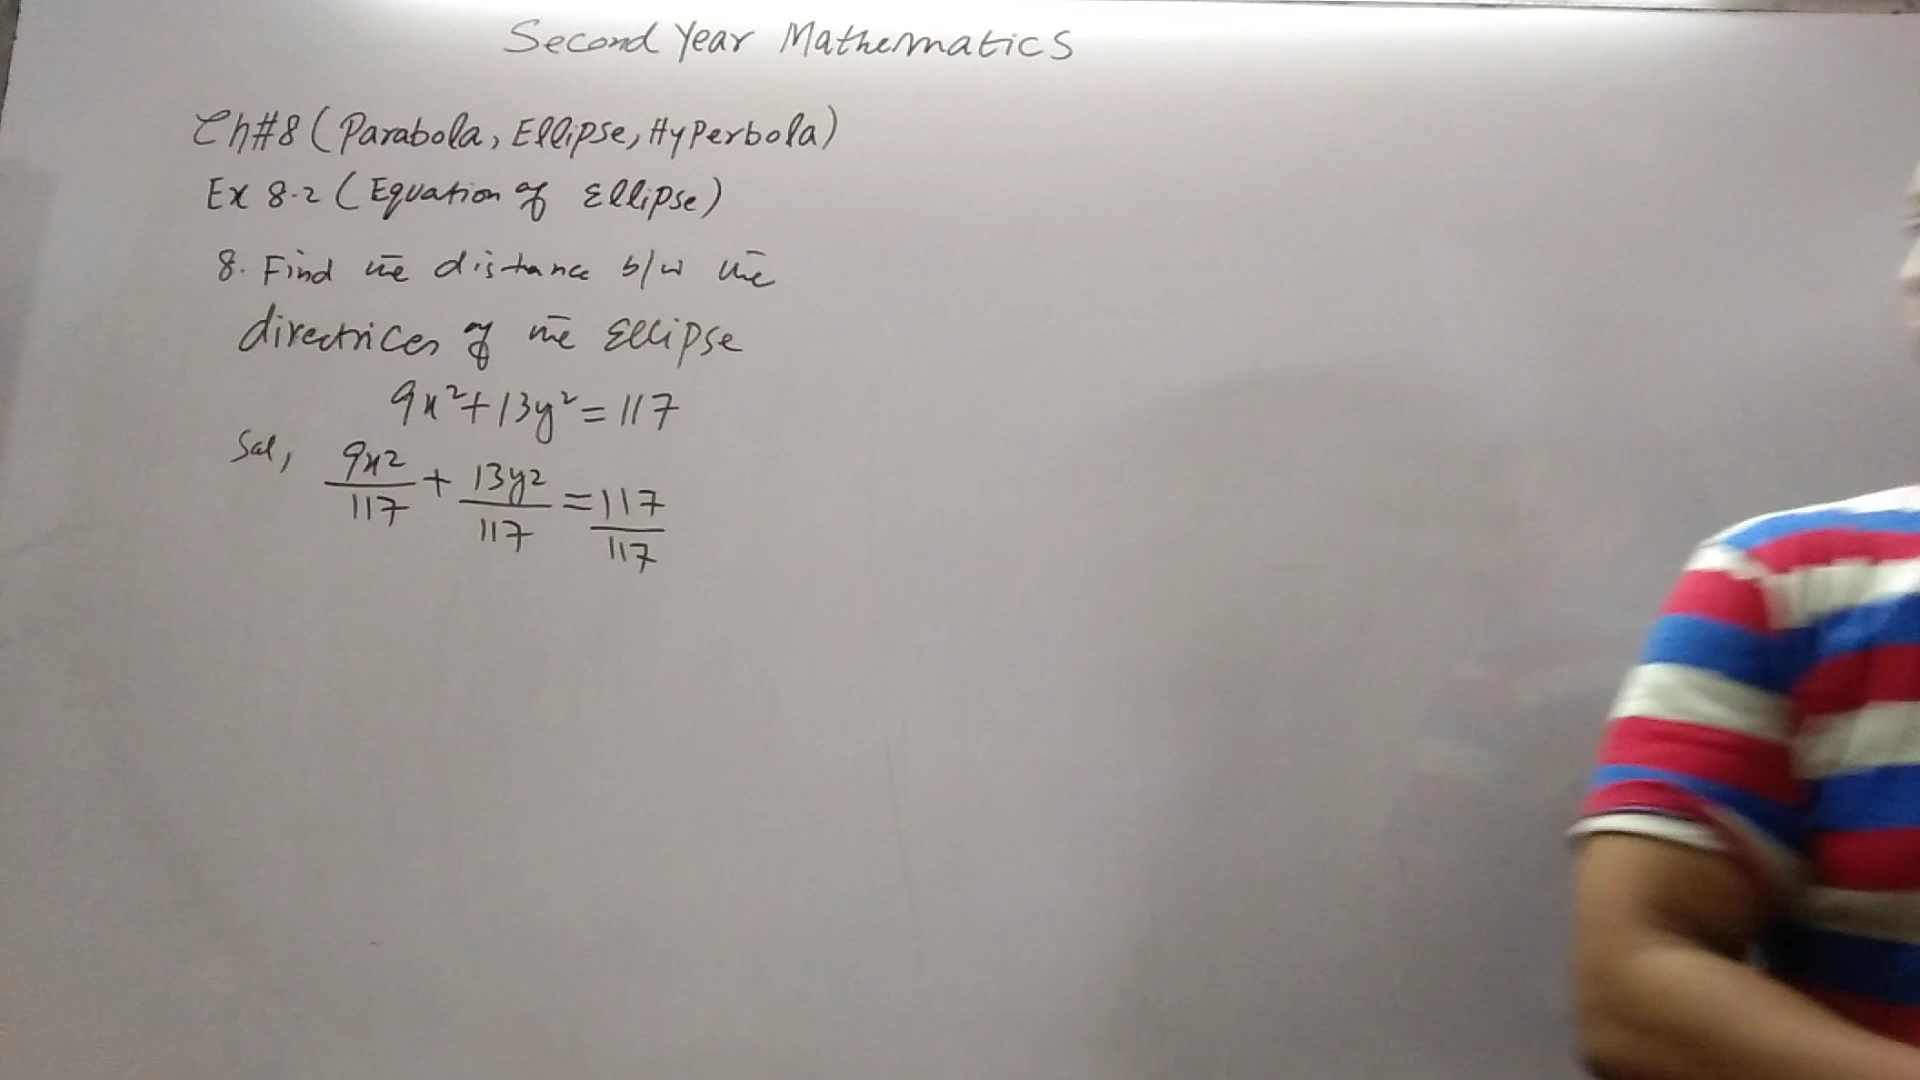 Second Year Mathematics
Ch#8 (Parabola, Ellipse, Hyperbola)
Ex 8.2 (Equation of Ellipse)
8. Find the distance b/w the
directrices of the Ellipse
9x²+13y²=117
Sol, 9x²/117 + 13y²/117 = 117/117